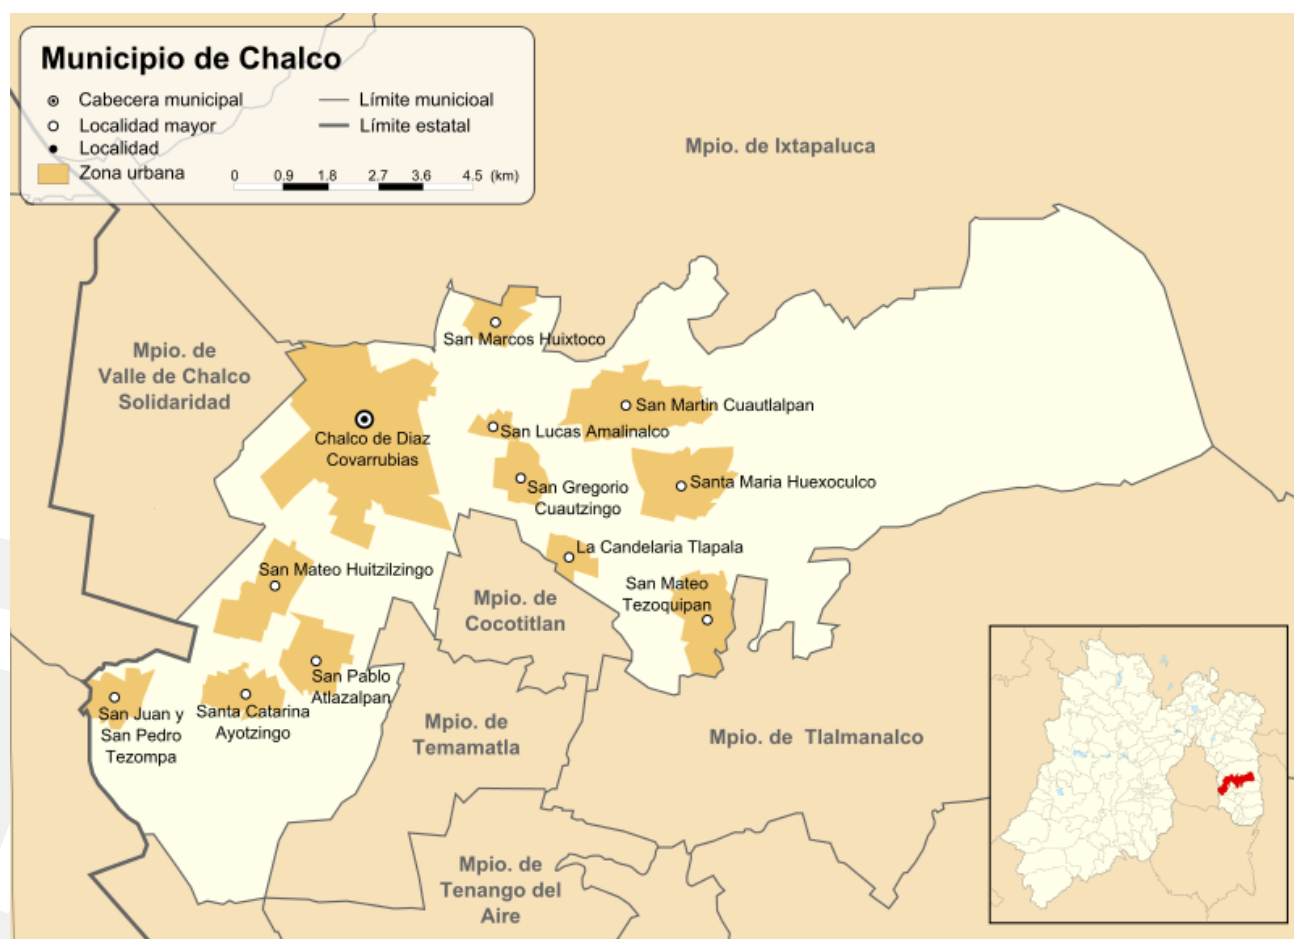 Municipio de Chalco
Cabecera municipal
Localidad mayor
Localidad
Zona urbana
Límite municioal
Límite estatal
0 0.9 1.8 2.7 3.6 4.5 (km)
Mpio. de Ixtapaluca
San Marcos Huixtoco
Mpio. de
Valle de Chalco
Solidaridad
San Martin Cuautlalpan
San Lucas Amalinalco
Chalco de Diaz
Covarrubias
Santa Maria Huexoculco
San Gregorio
Cuautzingo
La Candelaria Tlapala
San Mateo Huitzilzingo
San Mateo
Tezoquipan
Mpio. de
Cocotitlan
San Pablo
Atlazalpan
San Juan y
San Pedro
Tezompa
Santa Catarina
Ayotzingo
Mpio. de
Temamatla
Mpio. de Tlalmanalco
Mpio. de
Tenango del
Aire